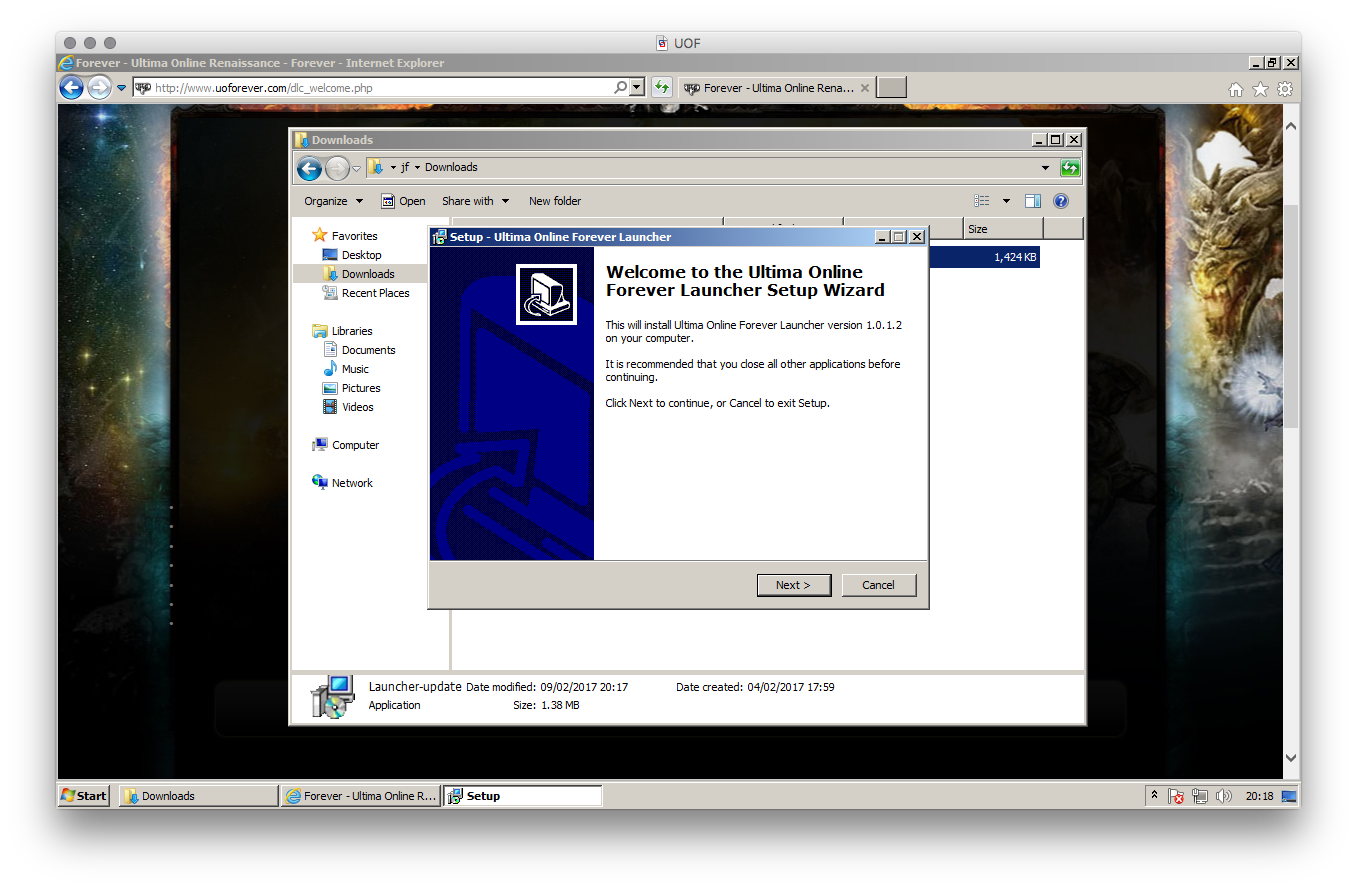 UOF
Forever - Ultima Online Renaissance - Forever - Internet Explorer
http://www.uoforever.com/dlc_welcome.php
Forever - Ultima Online Rena...
Downloads
jf Downloads
Organize Open Share with New folder
Size
Favorites
Desktop
Downloads
Recent Places
Libraries
Documents
Music
Pictures
Videos
Computer
Network
1,424 KB
Setup - Ultima Online Forever Launcher
Welcome to the Ultima Online
Forever Launcher Setup Wizard
This will install Ultima Online Forever Launcher version 1.0.1.2
on your computer.
It is recommended that you close all other applications before
continuing.
Click Next to continue, or Cancel to exit Setup.
Next >
Cancel
Launcher-update Date modified: 09/02/2017 20:17 Date created: 04/02/2017 17:59
Application Size: 1.38 MB
Start
Downloads
Forever - Ultima Online R...
Setup
20:18